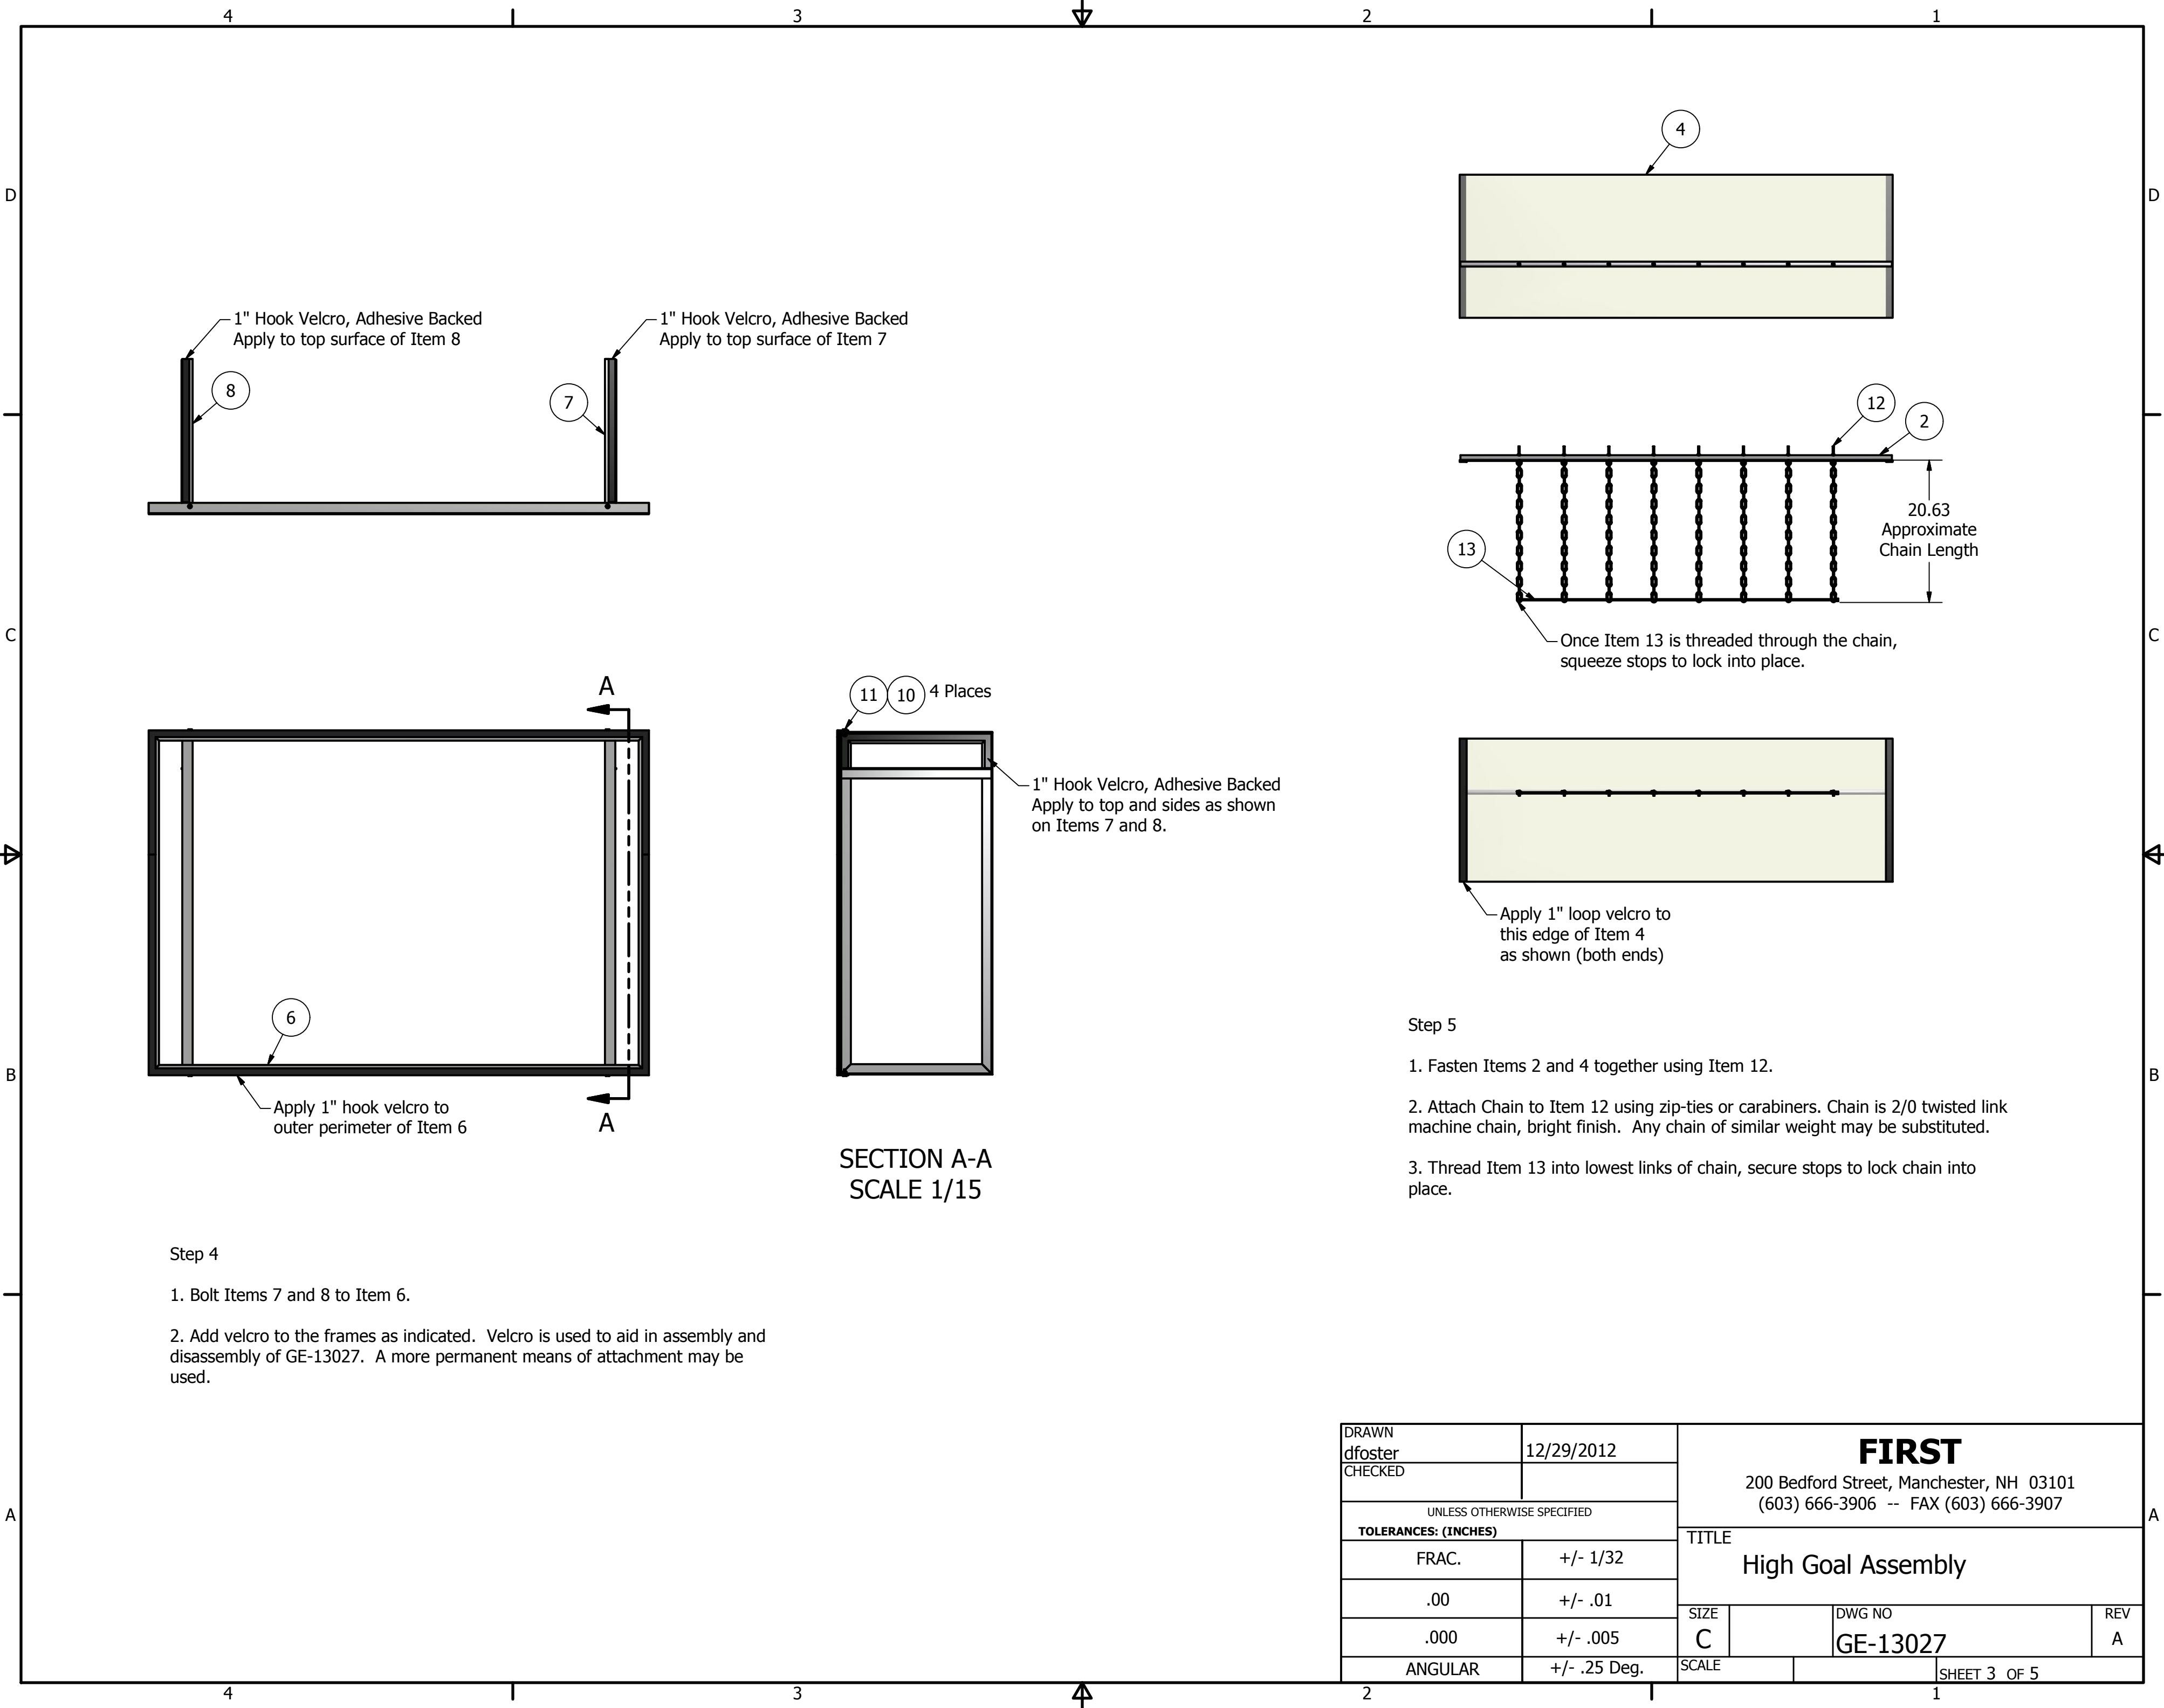 4 3 2 1
D D
C C
B B
A A
4
1" Hook Velcro, Adhesive Backed
Apply to top surface of Item 8
1" Hook Velcro, Adhesive Backed
Apply to top surface of Item 7
8
7
12
2
13
20.63
Approximate
Chain Length
Once Item 13 is threaded through the chain,
squeeze stops to lock into place.
A
11 10 4 Places
1" Hook Velcro, Adhesive Backed
Apply to top and sides as shown
on Items 7 and 8.
6
Apply 1" hook velcro to
outer perimeter of Item 6
A
SECTION A-A
SCALE 1/15
Apply 1" loop velcro to
this edge of Item 4
as shown (both ends)
Step 5
1. Fasten Items 2 and 4 together using Item 12.
2. Attach Chain to Item 12 using zip-ties or carabiners. Chain is 2/0 twisted link
machine chain, bright finish. Any chain of similar weight may be substituted.
3. Thread Item 13 into lowest links of chain, secure stops to lock chain into
place.
Step 4
1. Bolt Items 7 and 8 to Item 6.
2. Add velcro to the frames as indicated. Velcro is used to aid in assembly and
disassembly of GE-13027. A more permanent means of attachment may be
used.
DRAWN
dfoster 12/29/2012
CHECKED
UNLESS OTHERWISE SPECIFIED
TOLERANCES: (INCHES)
FRAC. +/- 1/32
.00 +/- .01
.000 +/- .005
ANGULAR +/- .25 Deg.
FIRST
200 Bedford Street, Manchester, NH 03101
(603) 666-3906 -- FAX (603) 666-3907
TITLE
High Goal Assembly
SIZE
C
DWG NO
GE-13027
REV
A
SCALE
SHEET 3 OF 5
4 3 2 1